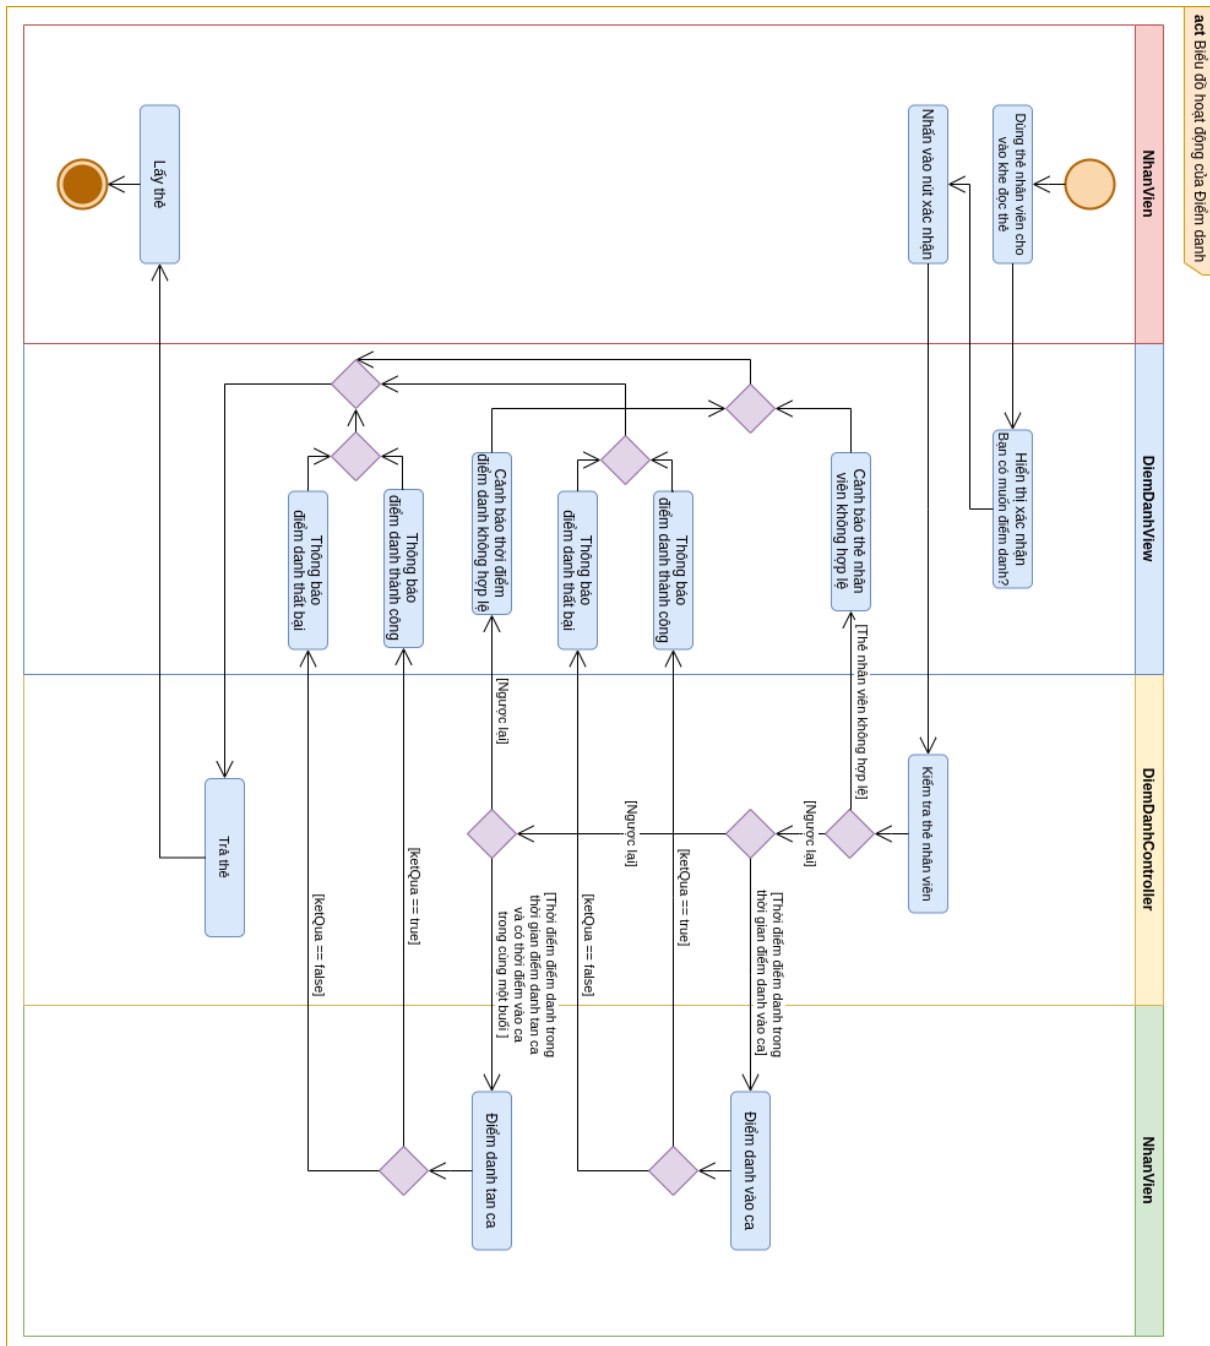 act Biểu đồ hoạt động của Điểm danh
NhanVien
DiemDanhView
DiemDanhController
NhanVien
Dùng thẻ nhân viên cho
vào khe đọc thẻ
Hiển thị xác nhận
Bạn có muốn điểm danh?
Nhấn vào nút xác nhận
Kiểm tra thẻ nhân viên
[Thẻ nhân viên không hợp lệ]
Cảnh báo thẻ nhân
viên không hợp lệ
[Ngược lại]
[Thời điểm điểm danh trong
thời gian điểm danh vào ca]
Điểm danh vào ca
[ketQua == true]
Thông báo
điểm danh thành công
[ketQua == false]
Thông báo
điểm danh thất bại
[Ngược lại]
[Thời điểm điểm danh trong
thời gian điểm danh tan ca
và có thời điểm vào ca
trong cùng một buổi ]
Điểm danh tan ca
[Ngược lại]
Cảnh báo thời điểm
điểm danh không hợp lệ
[ketQua == true]
Thông báo
điểm danh thành công
[ketQua == false]
Thông báo
điểm danh thất bại
Trả thẻ
Lấy thẻ